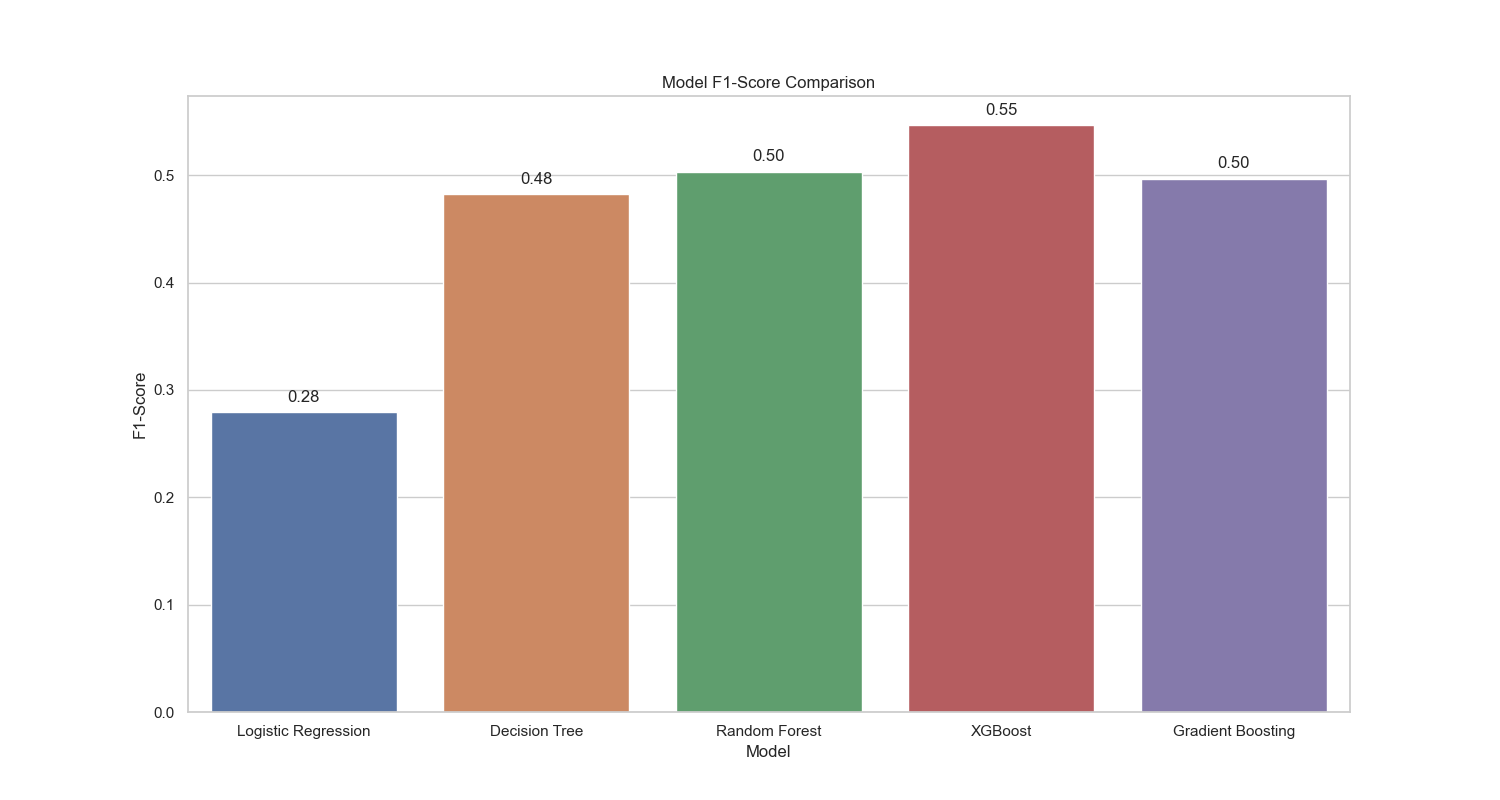 Model F1-Score Comparison
F1-Score
0.5
0.4
0.3
0.2
0.1
0.0
0.28
0.48
0.50
0.55
0.50
Logistic Regression
Decision Tree
Random Forest
XGBoost
Gradient Boosting
Model